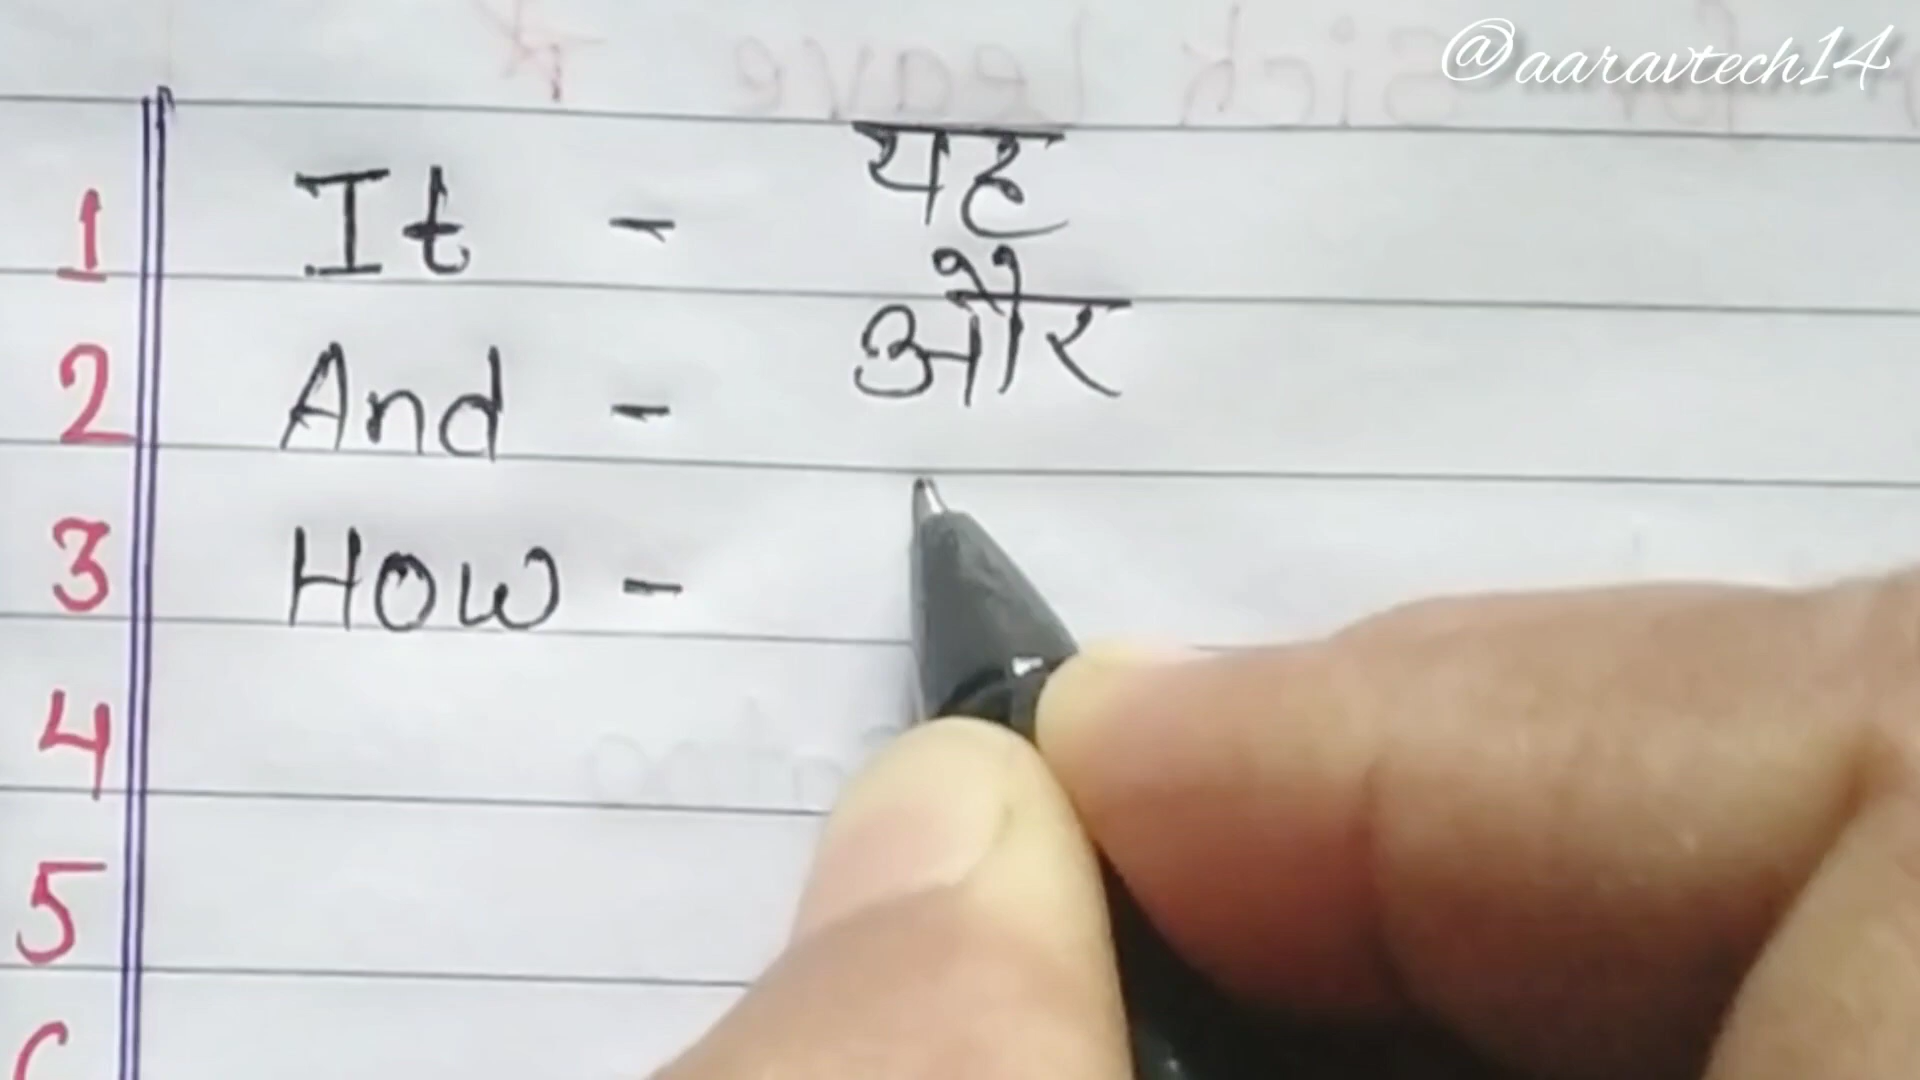 @aaravtech14
1 It - यह
2 And - और
3 How -
4
5